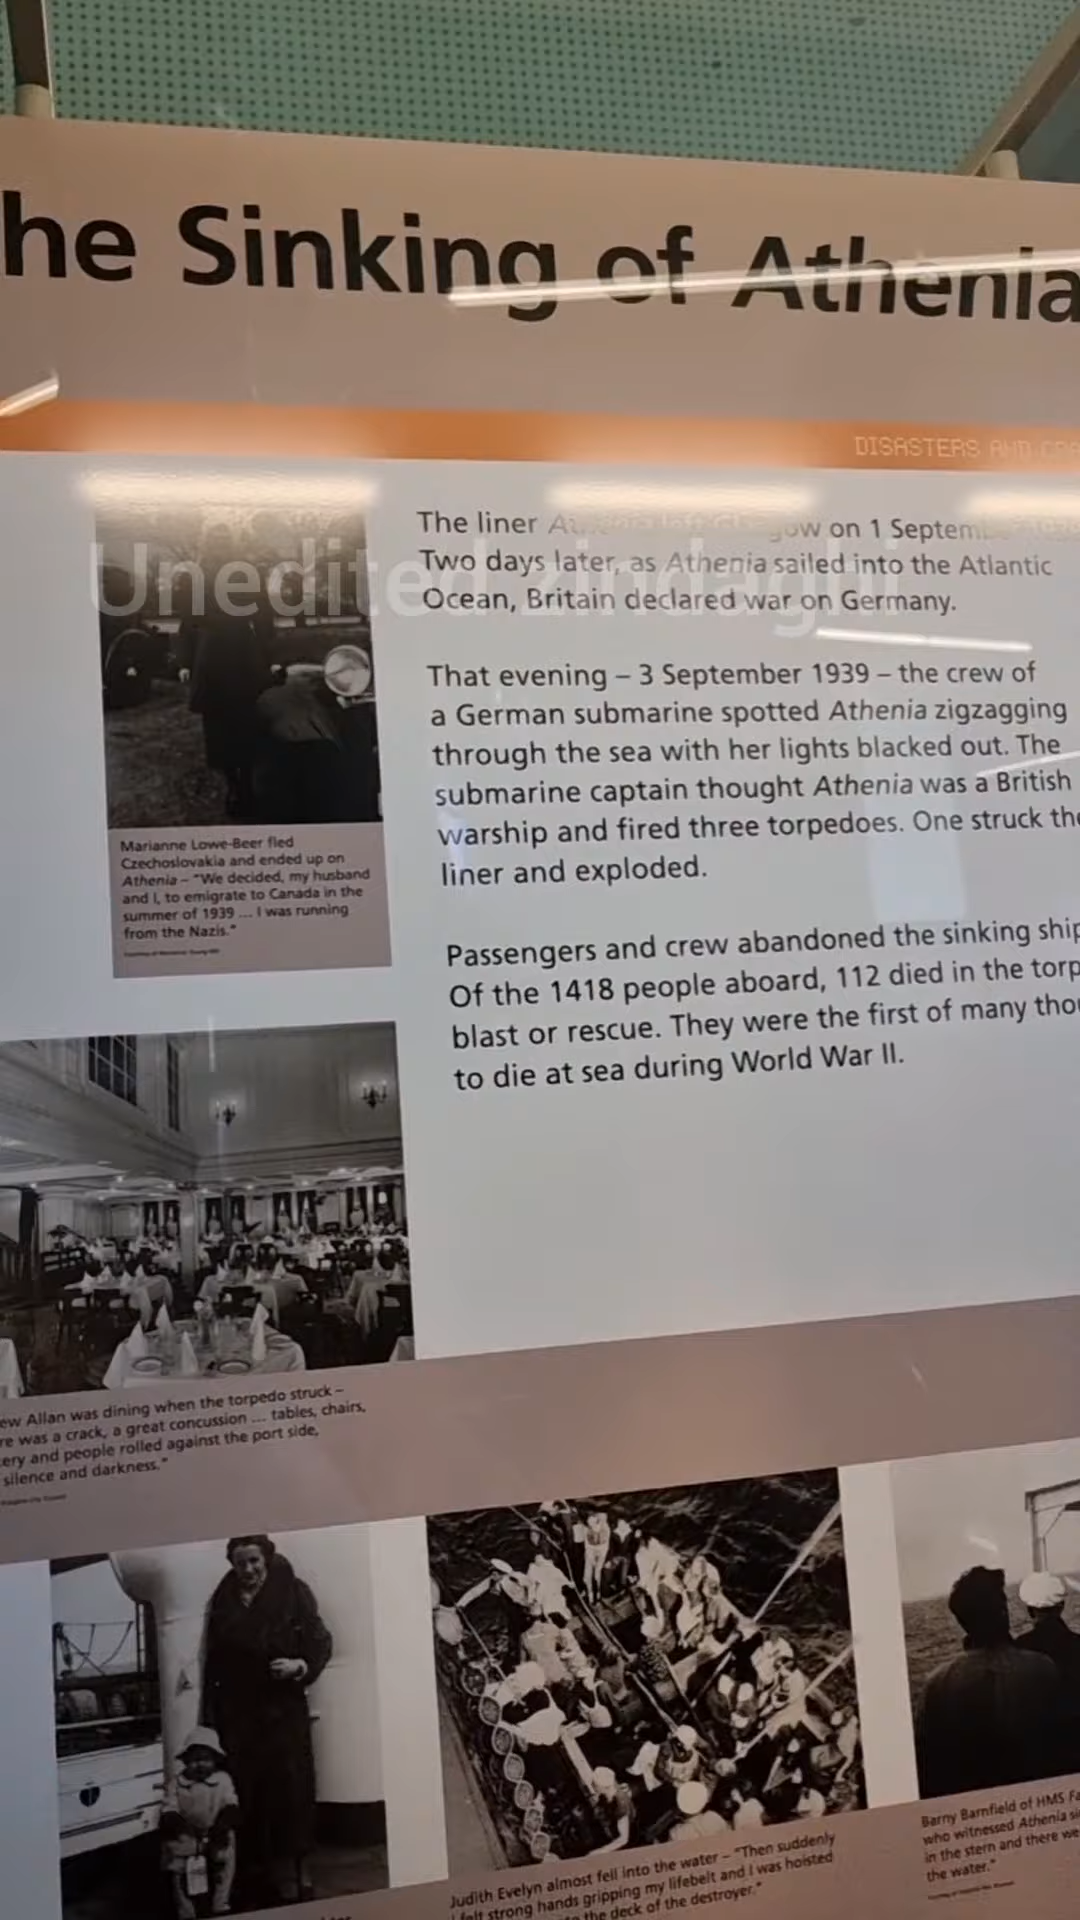 he Sinking of Athenia
DISASTERS AND
Unedited zindaghi
The liner on 1
Two days later, as Athenia sailed into the Atlantic
Ocean, Britain declared war on Germany.
That evening – 3 September 1939 – the crew of
a German submarine spotted Athenia zigzagging
through the sea with her lights blacked out. The
submarine captain thought Athenia was a British
warship and fired three torpedoes. One struck the
liner and exploded.
Passengers and crew abandoned the sinking ship
Of the 1418 people aboard, 112 died in the torp
blast or rescue. They were the first of many thou
to die at sea during World War II.
Marianne Lowe-Beer fled
Czechoslovakia and ended up on
Athenia – "We decided, my husband
and I, to emigrate to Canada in the
summer of 1939 ... I was running
from the Nazis."
ew Allan was dining when the torpedo struck –
re was a crack, a great concussion ... tables, chairs,
ery and people rolled against the port side,
silence and darkness."
Judith Evelyn almost fell into the water – "Then suddenly
I felt strong hands gripping my lifebelt and I was hoisted
the deck of the destroyer."
Barny Barnfield of HMS Fa
who witnessed Athenia si
in the stern and there we
the water."